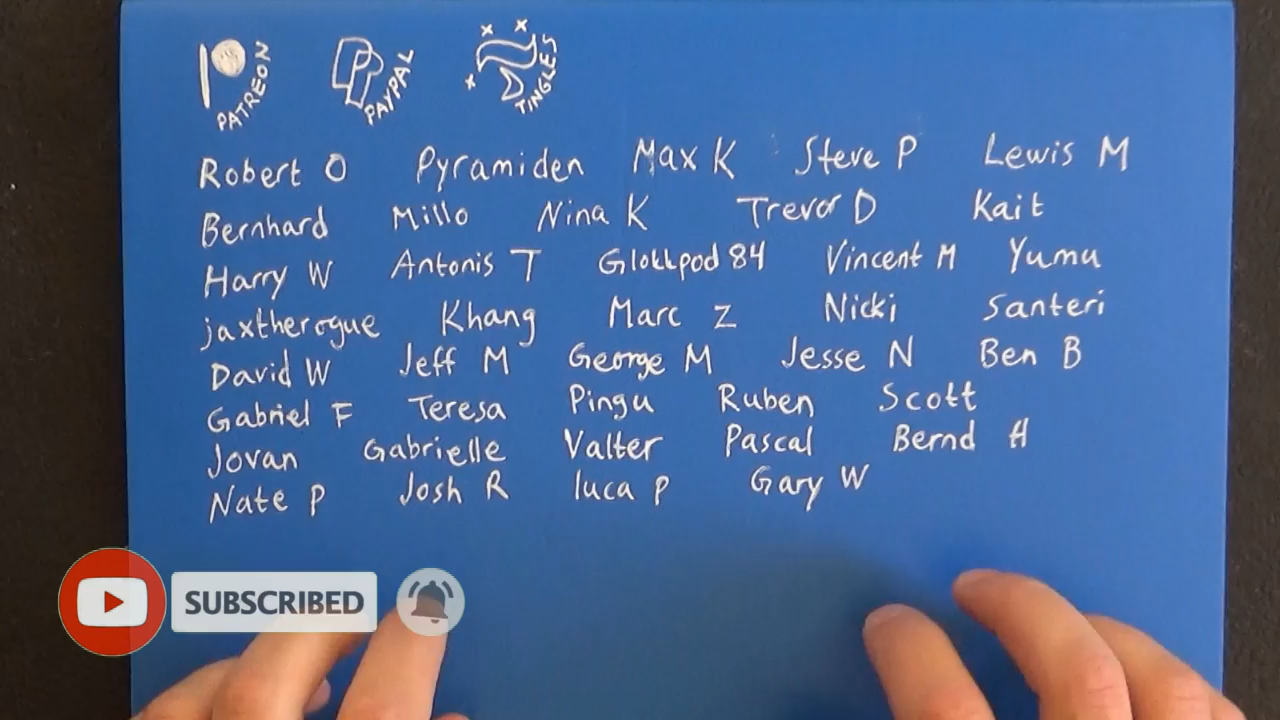 PATREON PAYPAL TINGLES
Robert O Pyramiden Max K Steve P Lewis M
Bernhard Millo Nina K Trevor D Kait
Harry W Antonis T Glokkpod 84 Vincent M Yumu
jaxtherogue Khang Marc Z Nicki Santeri
David W Jeff M George M Jesse N Ben B
Gabriel F Teresa Pingu Ruben Scott
Jovan Gabrielle Valter Pascal Bernd H
Nate P Josh R luca P Gary W
SUBSCRIBED